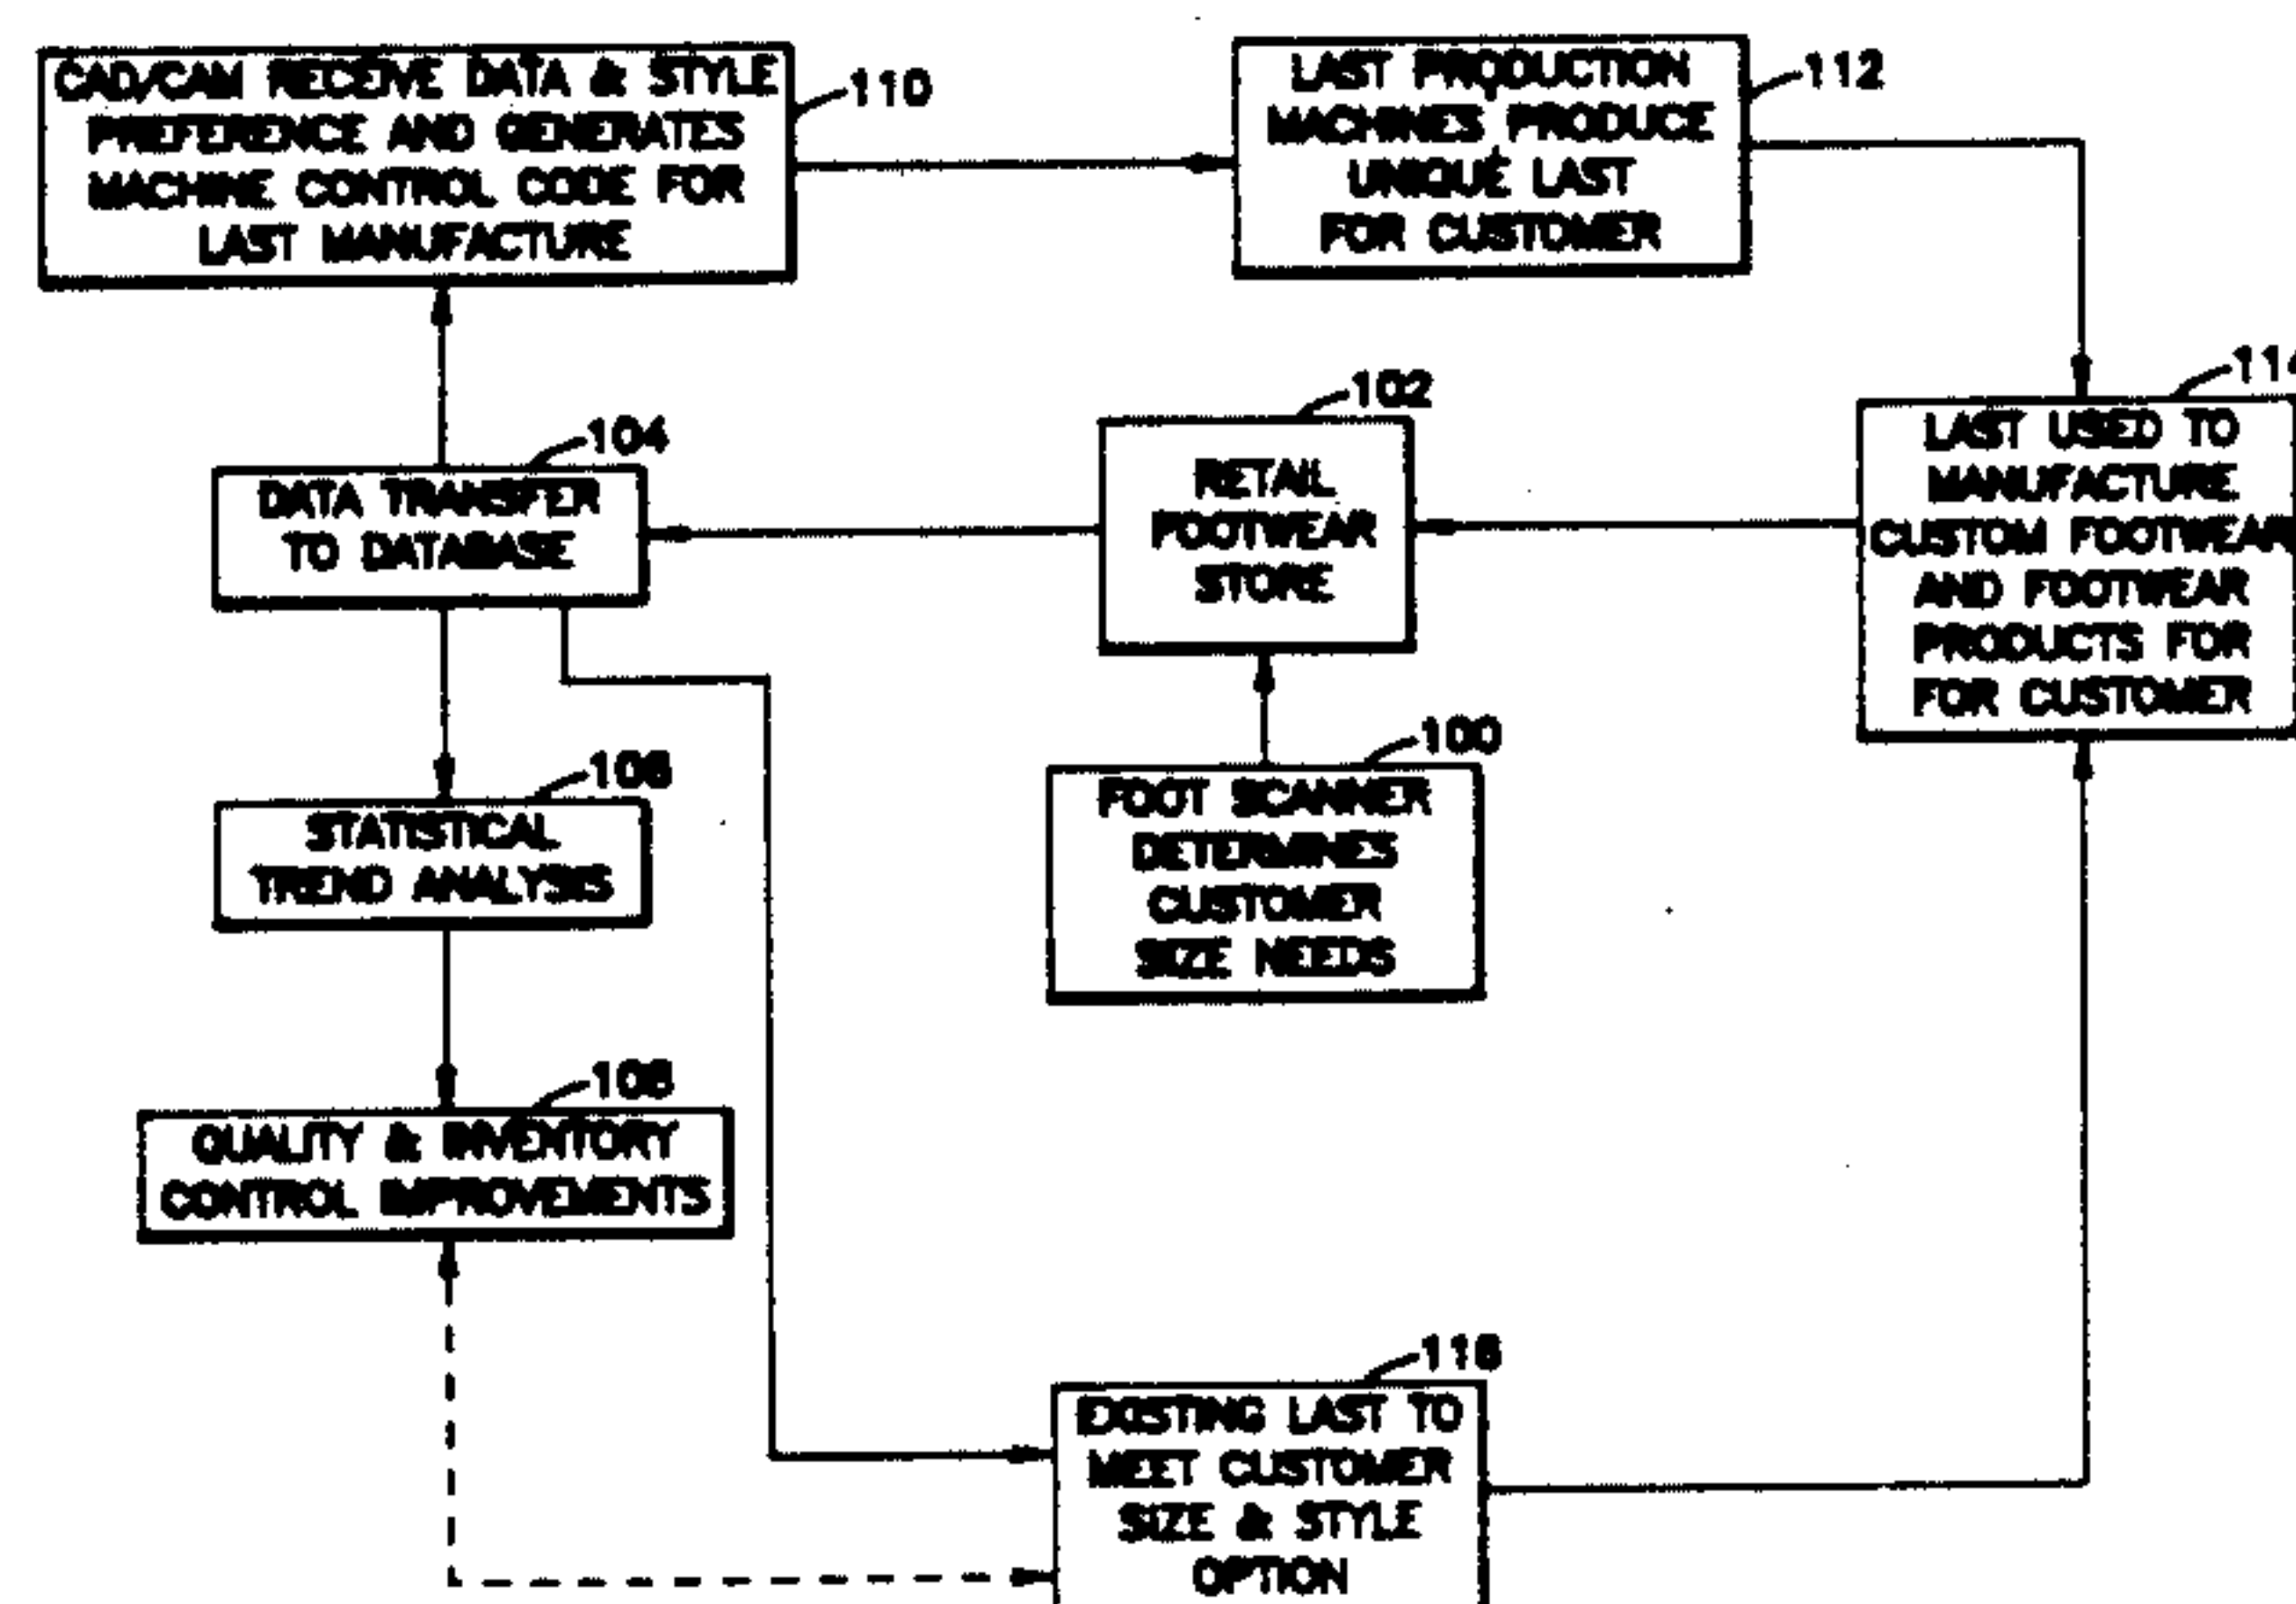 CAD/CAM RECEIVE DATA & STYLE
PREFERENCE AND GENERATES
MACHINE CONTROL CODE FOR
LAST MANUFACTURE
110
LAST PRODUCTION
MACHINES PRODUCE
UNIQUE LAST
FOR CUSTOMER
112
104
DATA TRANSFER
TO DATABASE
102
RETAIL
FOOTWEAR
STORE
114
LAST USED TO
MANUFACTURE
CUSTOM FOOTWEAR
AND FOOTWEAR
PRODUCTS FOR
FOR CUSTOMER
106
STATISTICAL
TREND ANALYSIS
100
FOOT SCANNER
DETERMINES
CUSTOMER
SIZE NEEDS
108
QUALITY & INVENTORY
CONTROL IMPROVEMENTS
EXISTING LAST TO
MEET CUSTOMER
SIZE & STYLE
OPTION